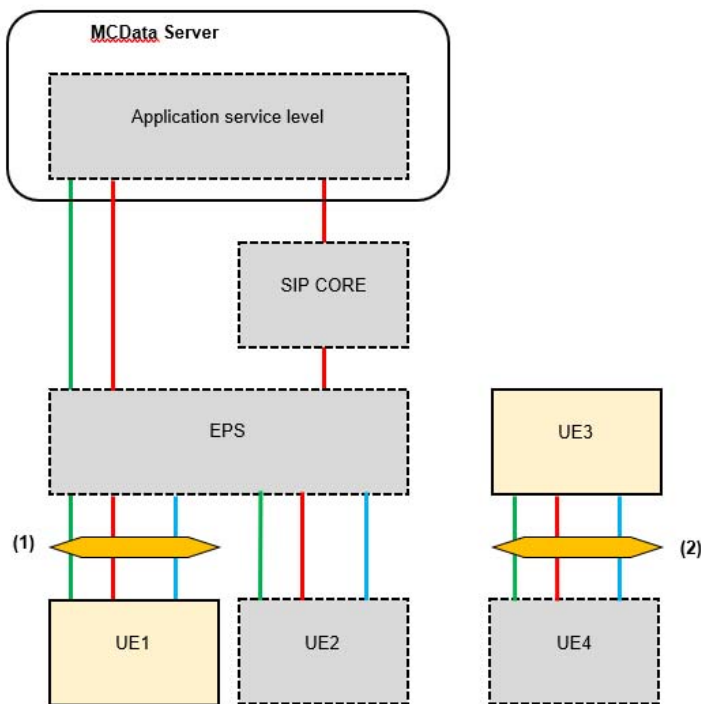 MCData Server
Application service level
SIP CORE
EPS
UE3
(1)
(2)
UE1
UE2
UE4